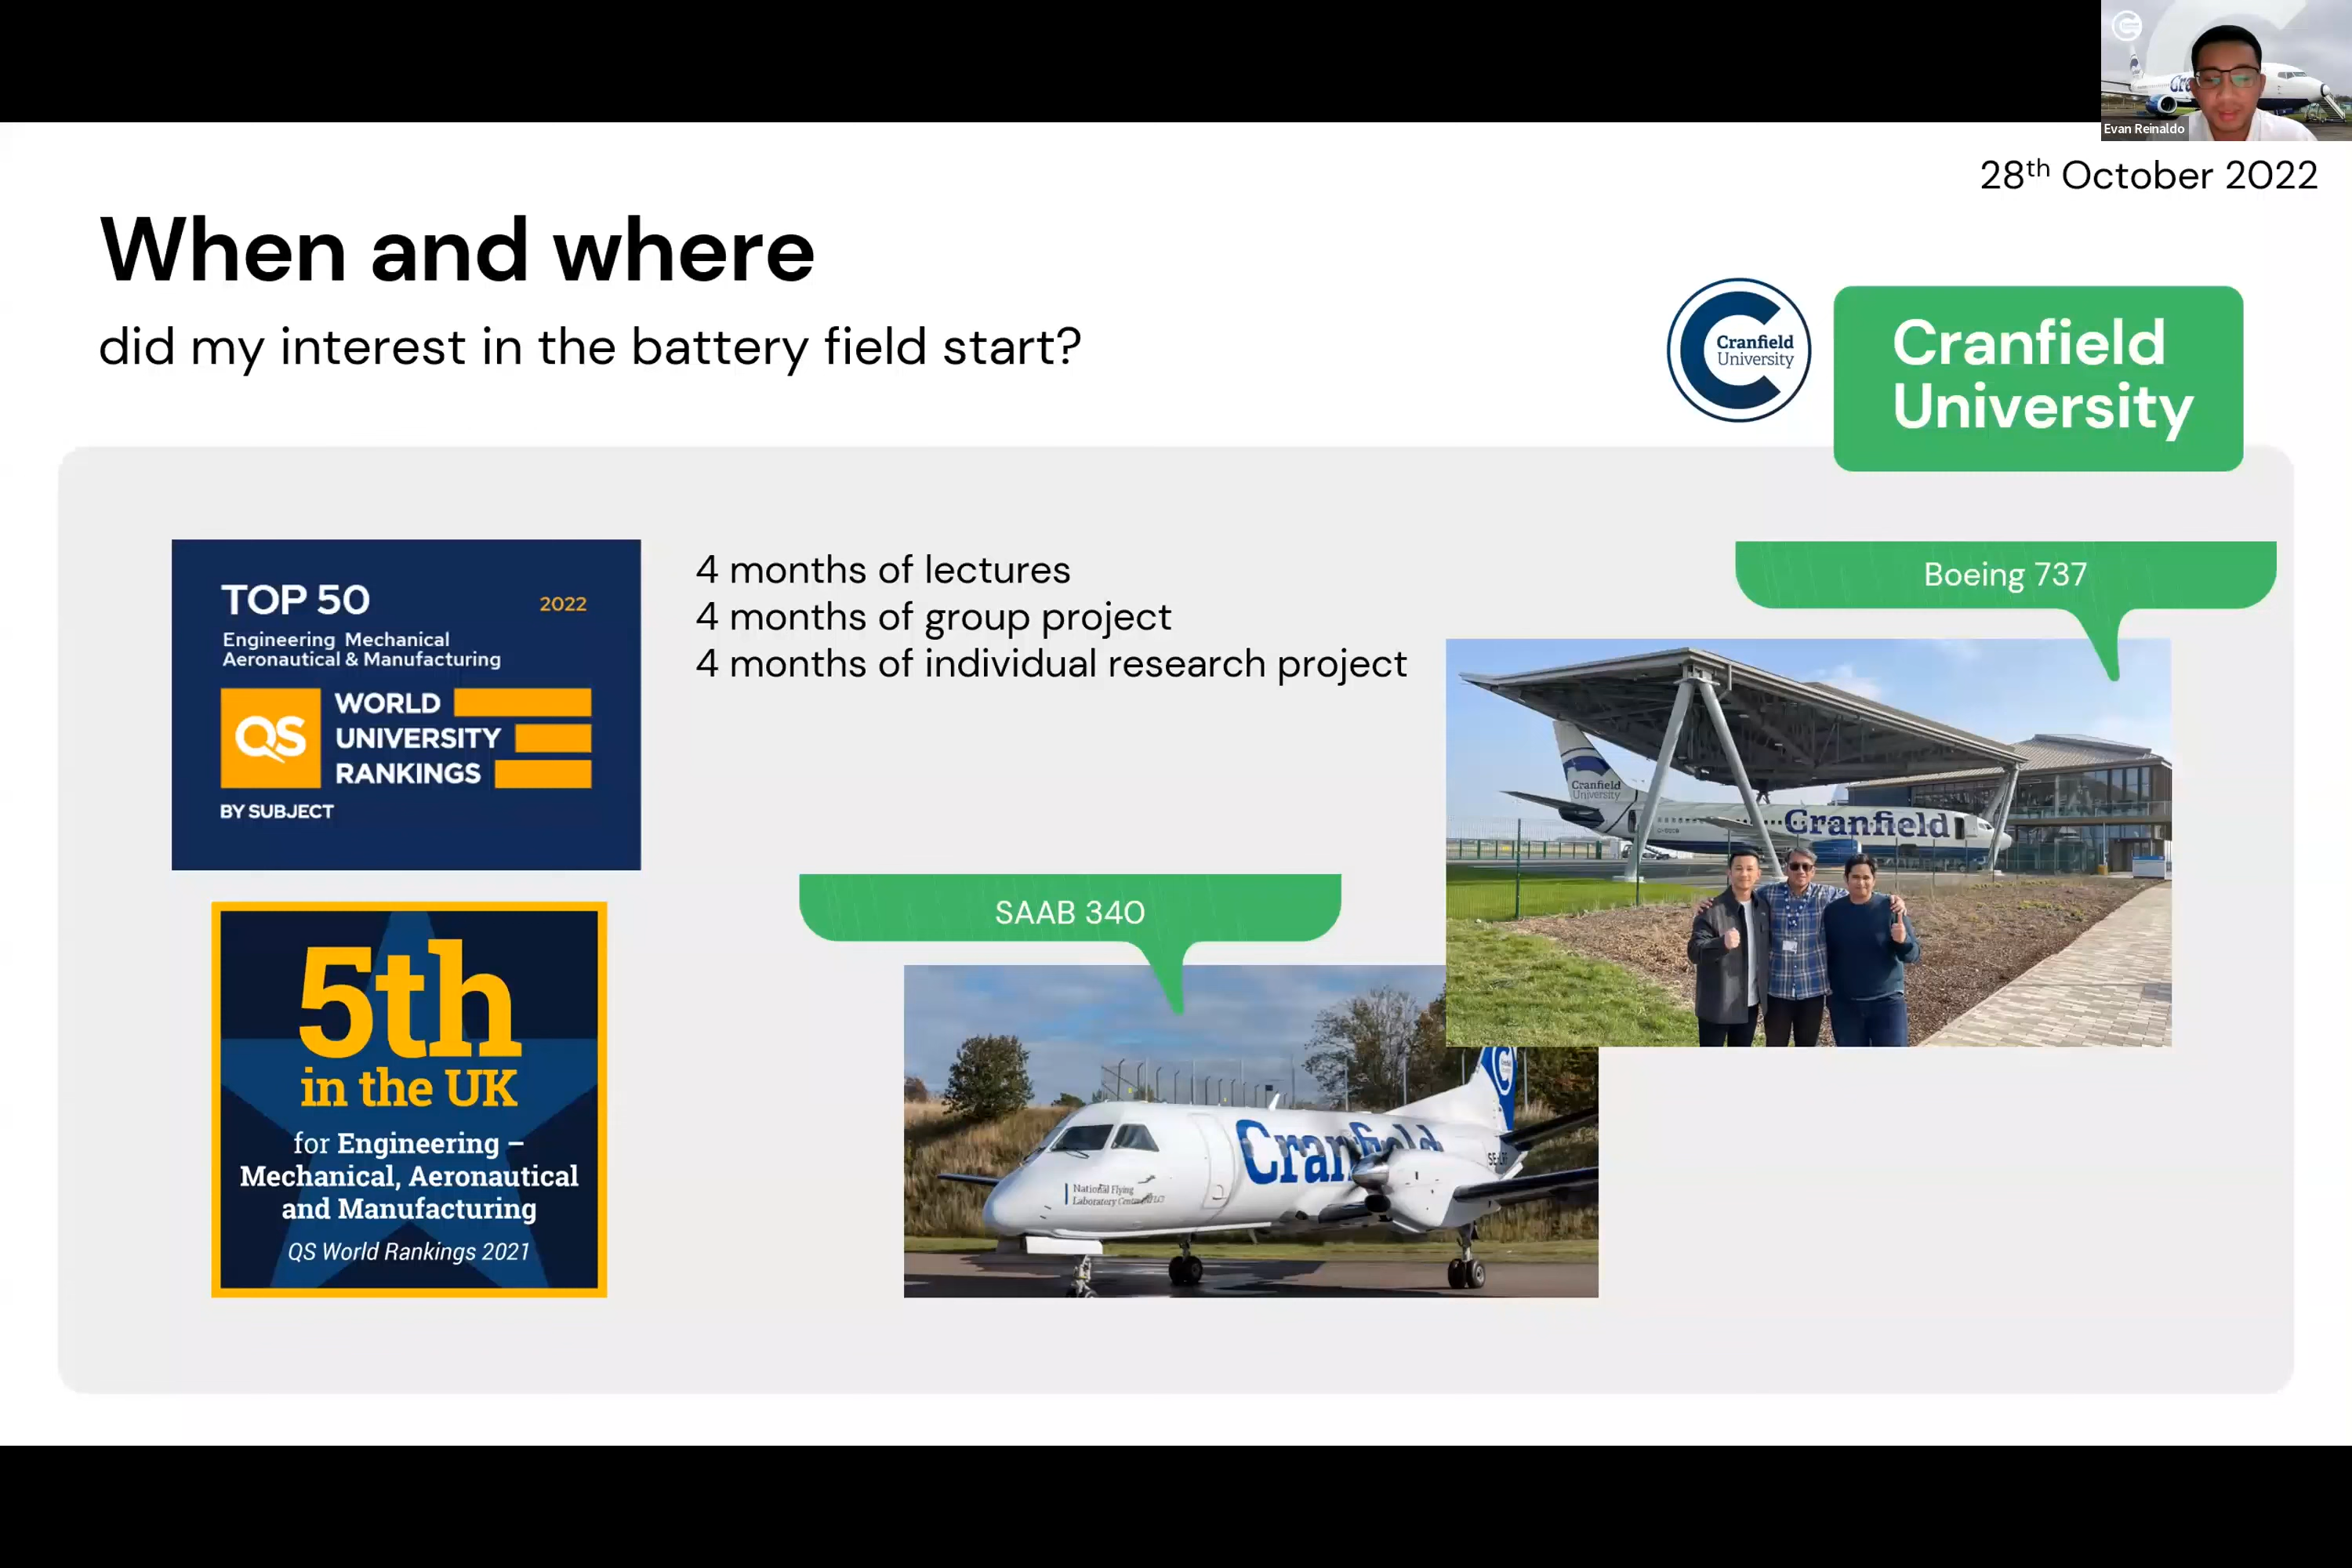 Evan Reinaldo
28th October 2022
When and where
did my interest in the battery field start?
Cranfield
University
Cranfield
University
TOP 50
2022
Engineering Mechanical
Aeronautical & Manufacturing
QS
WORLD
UNIVERSITY
RANKINGS
BY SUBJECT
4 months of lectures
4 months of group project
4 months of individual research project
Boeing 737
Cranfield
University
Cranfield
SAAB 340
Cranfield
National Flying
Laboratory
5th
in the UK
for Engineering –
Mechanical, Aeronautical
and Manufacturing
QS World Rankings 2021